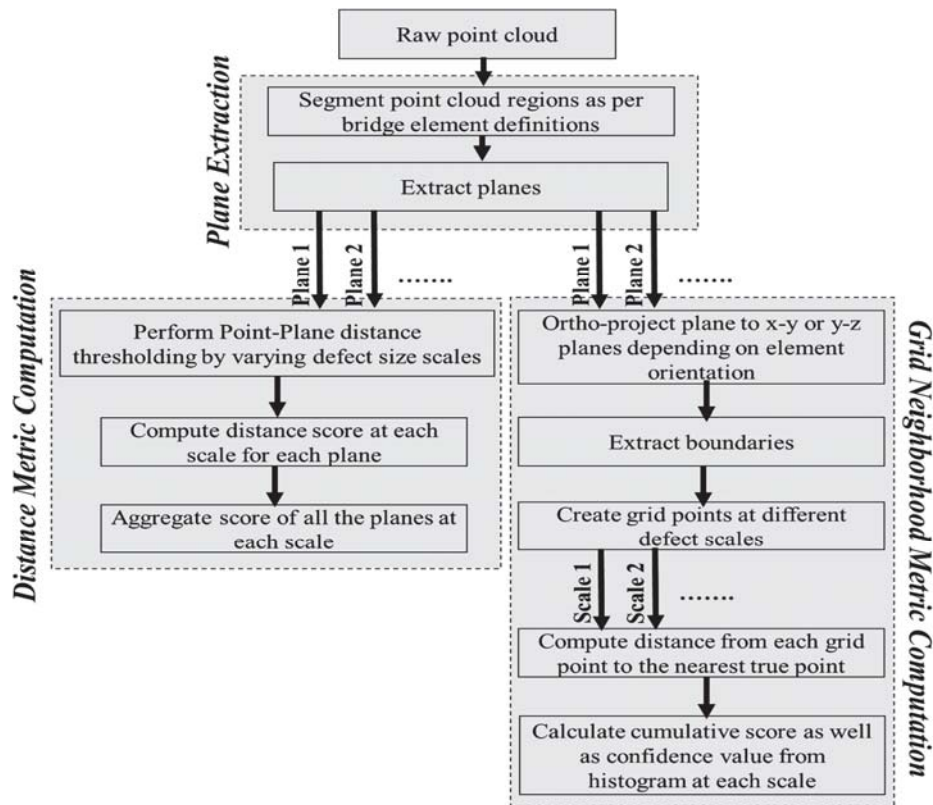 Raw point cloud
Plane Extraction
Segment point cloud regions as per
bridge element definitions
Extract planes
Plane 1
Plane 2
.......
Plane 1
Plane 2
.......
Distance Metric Computation
Perform Point-Plane distance
thresholding by varying defect size scales
Compute distance score at each
scale for each plane
Aggregate score of all the planes at
each scale
Grid Neighborhood Metric Computation
Ortho-project plane to x-y or y-z
planes depending on element
orientation
Extract boundaries
Create grid points at different
defect scales
Scale 1
Scale 2
.......
Compute distance from each grid
point to the nearest true point
Calculate cumulative score as well
as confidence value from
histogram at each scale